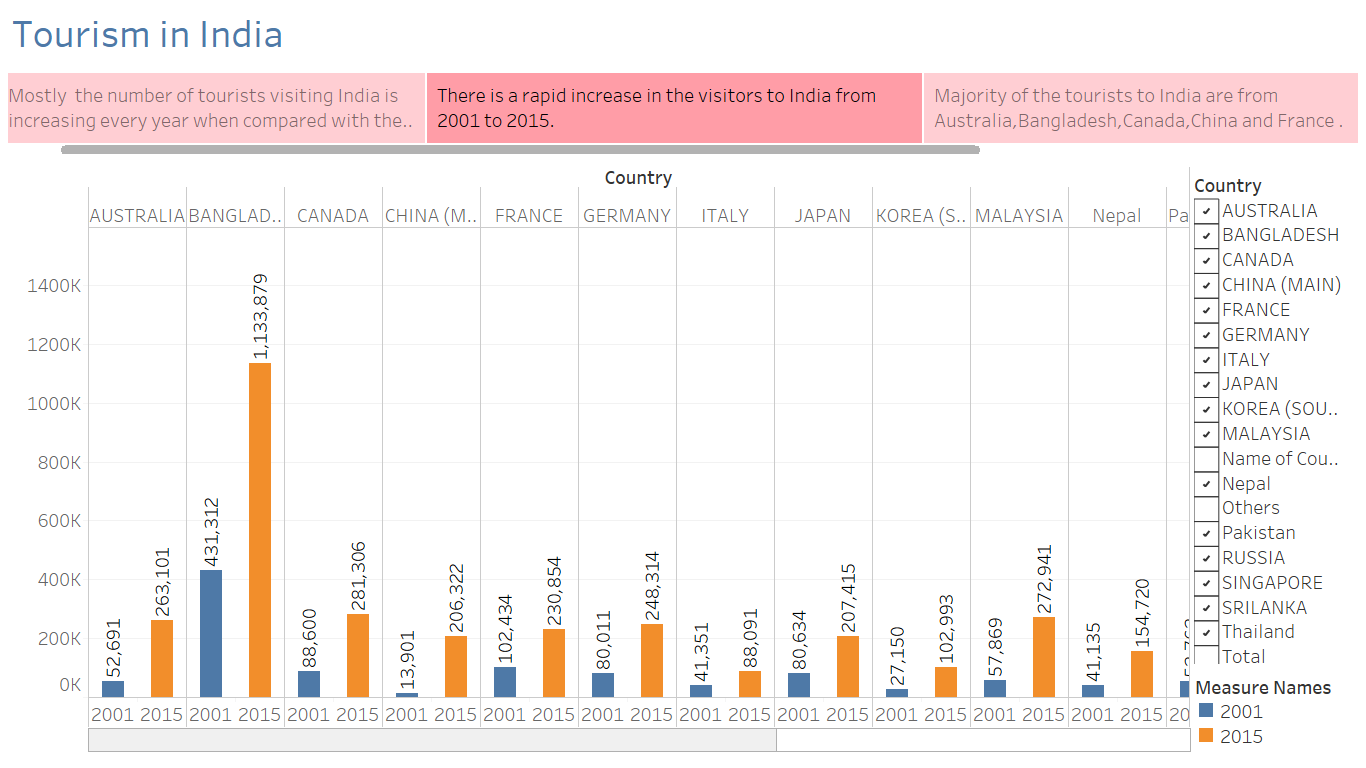 Tourism in India
Mostly the number of tourists visiting India is
increasing every year when compared with the..
There is a rapid increase in the visitors to India from
2001 to 2015.
Majority of the tourists to India are from
Australia,Bangladesh,Canada,China and France .
Country
AUSTRALIA BANGLAD.. CANADA CHINA (M.. FRANCE GERMANY ITALY JAPAN KOREA (S.. MALAYSIA Nepal Pa
1400K
1200K
1000K
800K
600K
400K
200K
0K
52,691 263,101 431,312 1,133,879 88,600 281,306 13,901 206,322 102,434 230,854 80,011 248,314 41,351 88,091 80,634 207,415 27,150 102,993 57,869 272,941 41,135 154,720
2001 2015 2001 2015 2001 2015 2001 2015 2001 2015 2001 2015 2001 2015 2001 2015 2001 2015 2001 2015 2001 2015 20
Country
AUSTRALIA
BANGLADESH
CANADA
CHINA (MAIN)
FRANCE
GERMANY
ITALY
JAPAN
KOREA (SOU..
MALAYSIA
Name of Cou..
Nepal
Others
Pakistan
RUSSIA
SINGAPORE
SRILANKA
Thailand
Total
Measure Names
2001
2015